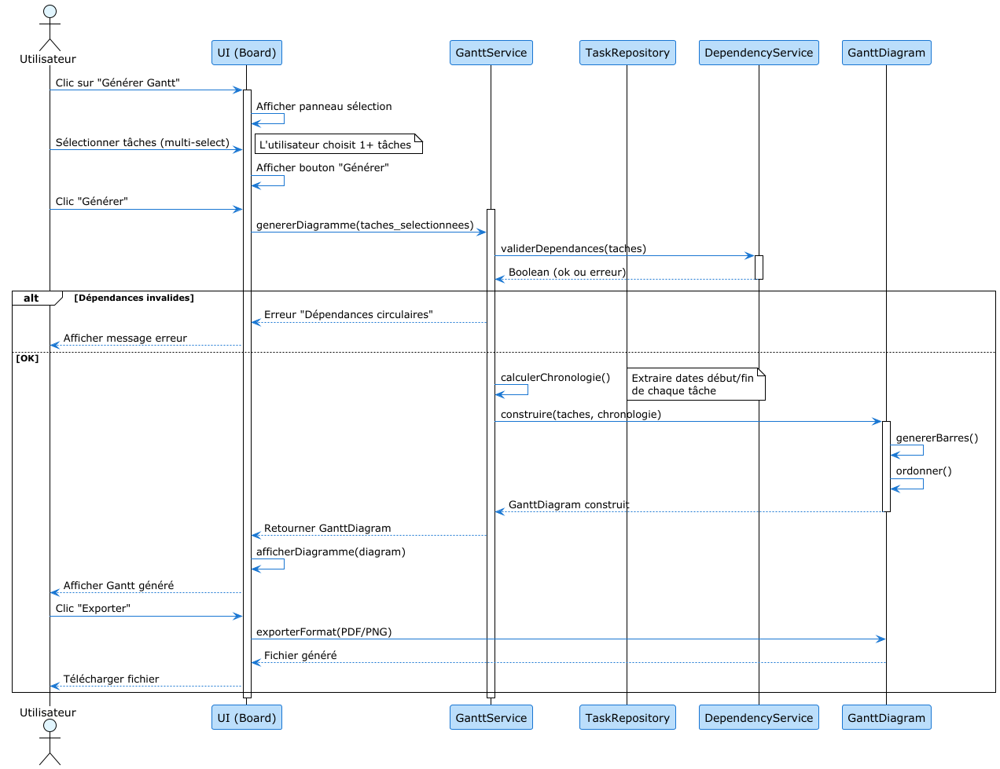 Utilisateur
UI (Board)
GanttService
TaskRepository
DependencyService
GanttDiagram
Clic sur "Générer Gantt"
Afficher panneau sélection
Sélectionner tâches (multi-select)
L'utilisateur choisit 1+ tâches
Afficher bouton "Générer"
Clic "Générer"
genererDiagramme(taches_selectionnees)
validerDependances(taches)
Boolean (ok ou erreur)
alt
[Dépendances invalides]
Erreur "Dépendances circulaires"
Afficher message erreur
[OK]
calculerChronologie()
Extraire dates début/fin
de chaque tâche
construire(taches, chronologie)
genererBarres()
ordonner()
GanttDiagram construit
Retourner GanttDiagram
afficherDiagramme(diagram)
Afficher Gantt généré
Clic "Exporter"
exporterFormat(PDF/PNG)
Fichier généré
Télécharger fichier
Utilisateur
UI (Board)
GanttService
TaskRepository
DependencyService
GanttDiagram